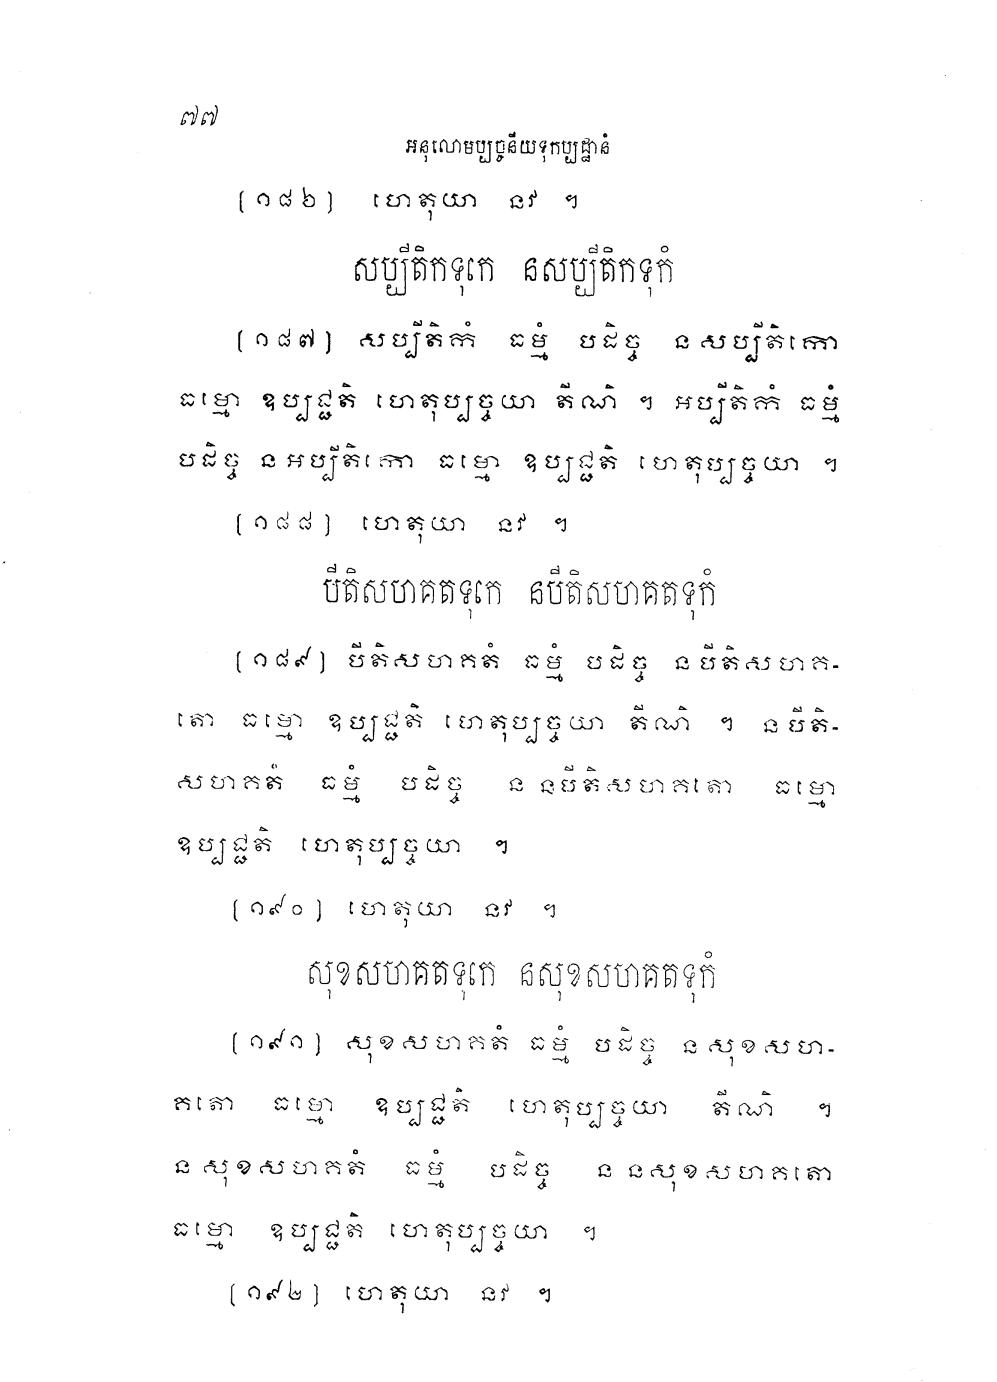 ៧៧
អនុលោមប្បច្ចនីយទុកប្បដ្ឋានំ
(១៨៦) ហេតុយា នវ ។
សប្បីតិកទុកេ នសប្បីតិកទុកំ
(១៨៧) សប្បីតិកំ ធម្មំ បដិច្ច នសប្បីតិកោ
ធម្មោ ឧប្បជ្ជតិ ហេតុប្បច្ចយា តីណិ ។ អប្បីតិកំ ធម្មំ
បដិច្ច នអប្បីតិកោ ធម្មោ ឧប្បជ្ជតិ ហេតុប្បច្ចយា ។
(១៨៨) ហេតុយា នវ ។
បីតិសហគតទុកេ នបីតិសហគតទុកំ
(១៨៩) បីតិសហគតំ ធម្មំ បដិច្ច នបីតិសហគ-
តោ ធម្មោ ឧប្បជ្ជតិ ហេតុប្បច្ចយា តីណិ ។ នបីតិ-
សហគតំ ធម្មំ បដិច្ច ននបីតិសហគតោ ធម្មោ
ឧប្បជ្ជតិ ហេតុប្បច្ចយា ។
(១៩០) ហេតុយា នវ ។
សុខសហគតទុកេ នសុខសហគតទុកំ
(១៩១) សុខសហគតំ ធម្មំ បដិច្ច នសុខសហ-
គតោ ធម្មោ ឧប្បជ្ជតិ ហេតុប្បច្ចយា តីណិ ។
នសុខសហគតំ ធម្មំ បដិច្ច ននសុខសហគតោ
ធម្មោ ឧប្បជ្ជតិ ហេតុប្បច្ចយា ។
(១៩២) ហេតុយា នវ ។